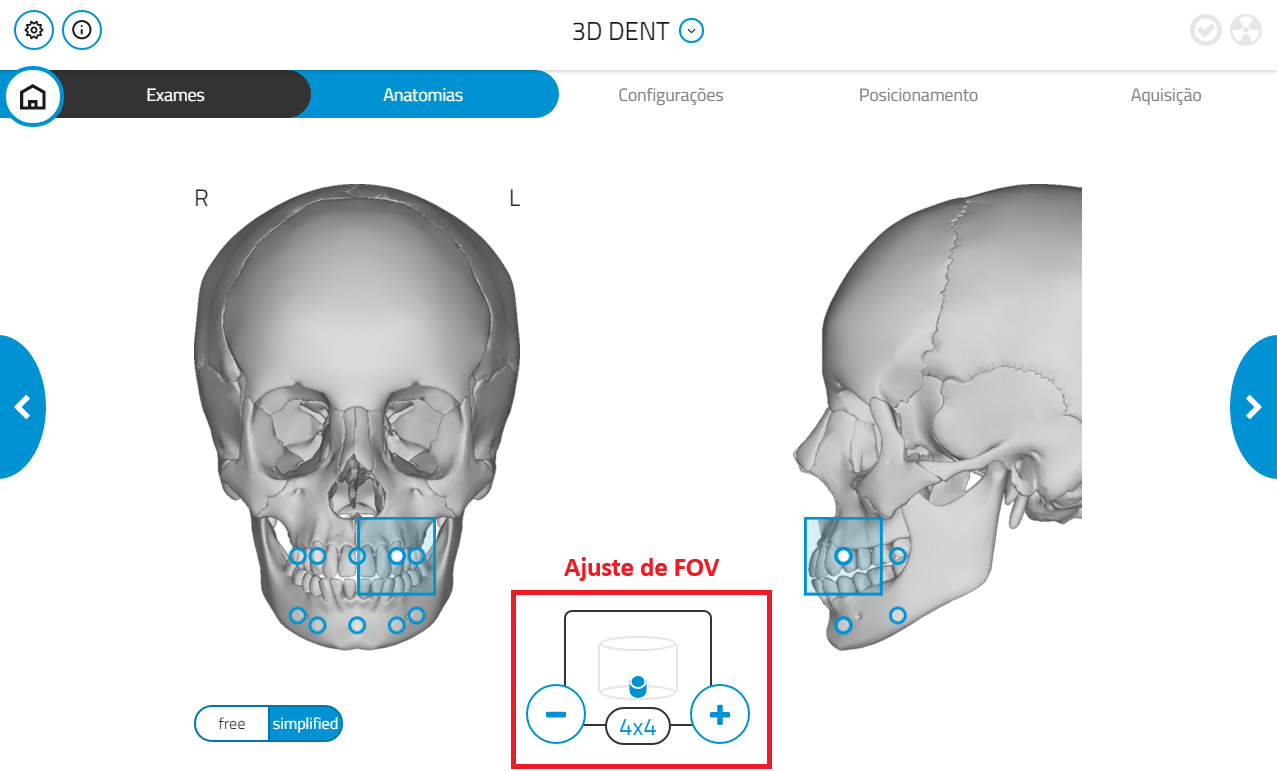 3D DENT
Exames
Anatomias
Configurações
Posicionamento
Aquisição
R
L
Ajuste de FOV
free
simplified
4x4